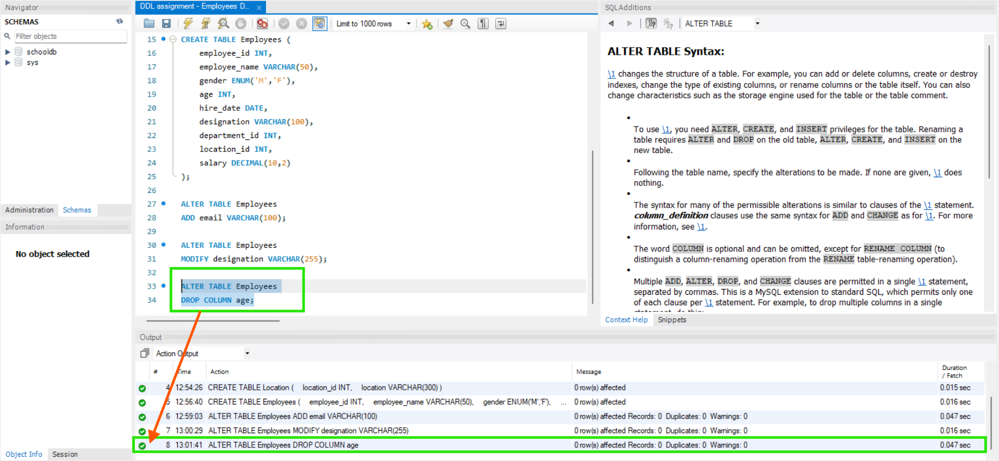 Navigator
SCHEMAS
Filter objects
schooldb
sys
Administration Schemas
Information
No object selected
Object Info Session
DDL assignment - Employees D...
Limit to 1000 rows
15 CREATE TABLE Employees (
16 employee_id INT,
17 employee_name VARCHAR(50),
18 gender ENUM('M','F'),
19 age INT,
20 hire_date DATE,
21 designation VARCHAR(100),
22 department_id INT,
23 location_id INT,
24 salary DECIMAL(10,2)
25 );
26
27 ALTER TABLE Employees
28 ADD email VARCHAR(100);
29
30 ALTER TABLE Employees
31 MODIFY designation VARCHAR(255);
32
33 ALTER TABLE Employees
34 DROP COLUMN age;
SQLAdditions
ALTER TABLE
ALTER TABLE Syntax:
\1 changes the structure of a table. For example, you can add or delete columns, create or destroy
indexes, change the type of existing columns, or rename columns or the table itself. You can also
change characteristics such as the storage engine used for the table or the table comment.
To use \1, you need ALTER, CREATE, and INSERT privileges for the table. Renaming a
table requires ALTER and DROP on the old table, ALTER, CREATE, and INSERT on the
new table.
Following the table name, specify the alterations to be made. If none are given, \1 does
nothing.
The syntax for many of the permissible alterations is similar to clauses of the \1 statement.
column_definition clauses use the same syntax for ADD and CHANGE as for \1. For more
information, see \1.
The word COLUMN is optional and can be omitted, except for RENAME COLUMN (to
distinguish a column-renaming operation from the RENAME table-renaming operation).
Multiple ADD, ALTER, DROP, and CHANGE clauses are permitted in a single \1 statement,
separated by commas. This is a MySQL extension to standard SQL, which permits only one
of each clause per \1 statement. For example, to drop multiple columns in a single
statement, do this:
Context Help Snippets
Output
Action Output
# Time Action Message Duration / Fetch
4 12:54:26 CREATE TABLE Location ( location_id INT, location VARCHAR(300) ) 0 row(s) affected 0.015 sec
5 12:56:40 CREATE TABLE Employees ( employee_id INT, employee_name VARCHAR(50), gender ENUM('M','F'), ... 0 row(s) affected 0.016 sec
6 12:59:03 ALTER TABLE Employees ADD email VARCHAR(100) 0 row(s) affected Records: 0 Duplicates: 0 Warnings: 0 0.047 sec
7 13:00:29 ALTER TABLE Employees MODIFY designation VARCHAR(255) 0 row(s) affected Records: 0 Duplicates: 0 Warnings: 0 0.016 sec
8 13:01:41 ALTER TABLE Employees DROP COLUMN age 0 row(s) affected Records: 0 Duplicates: 0 Warnings: 0 0.047 sec